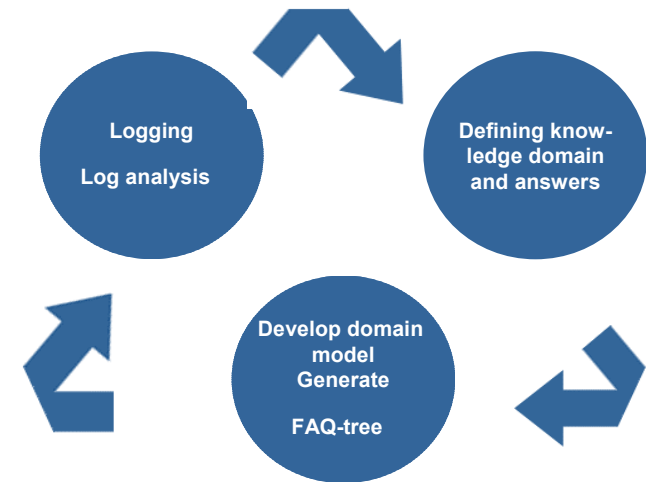 Logging
Log analysis
Defining know-
ledge domain
and answers
Develop domain
model
Generate
FAQ-tree